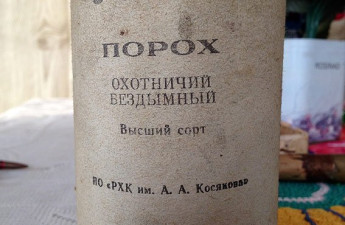 ПОРОХ
ОХОТНИЧИЙ
БЕЗДЫМНЫЙ
Высший сорт
ПО «РХК им. А. А. Косякова»